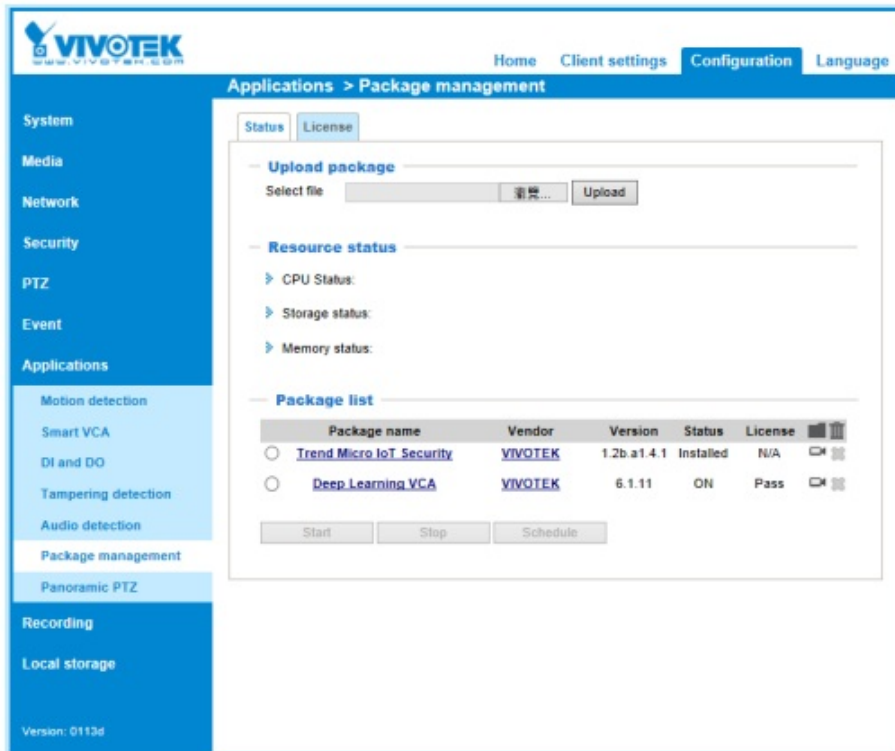 VIVOTEK
www.vivotek.com
Home Client settings Configuration Language
Applications > Package management
System
Media
Network
Security
PTZ
Event
Applications
Motion detection
Smart VCA
DI and DO
Tampering detection
Audio detection
Package management
Panoramic PTZ
Recording
Local storage
Version: 0113d
Status License
Upload package
Select file 瀏覽... Upload
Resource status
CPU Status:
Storage status:
Memory status:
Package list
Package name Vendor Version Status License
Trend Micro IoT Security VIVOTEK 1.2b.a1.4.1 Installed N/A
Deep Learning VCA VIVOTEK 6.1.11 ON Pass
Start Stop Schedule